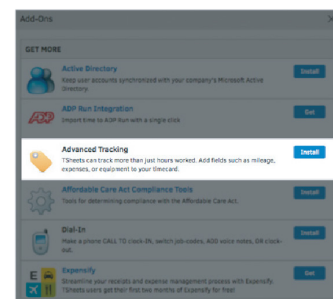 Add-Ons
GET MORE
Active Directory
Install
Keep user accounts synchronized with your company's Microsoft Active
Directory.
ADP Run Integration
Get
Import time to ADP Run with a single click
Advanced Tracking
Install
TSheets can track more than just hours worked. Add fields such as mileage,
expenses, or equipment to your timecard.
Affordable Care Act Compliance Tools
Install
Tools for determining compliance with the Affordable Care Act.
Dial-In
Install
Make a phone CALL TO clock-IN, switch job-codes, ADD voice notes, OR clock-
out.
Expensify
Get
Streamline your receipts and expense management process with Expensify.
TSheets users get their first two months of Expensify for free!